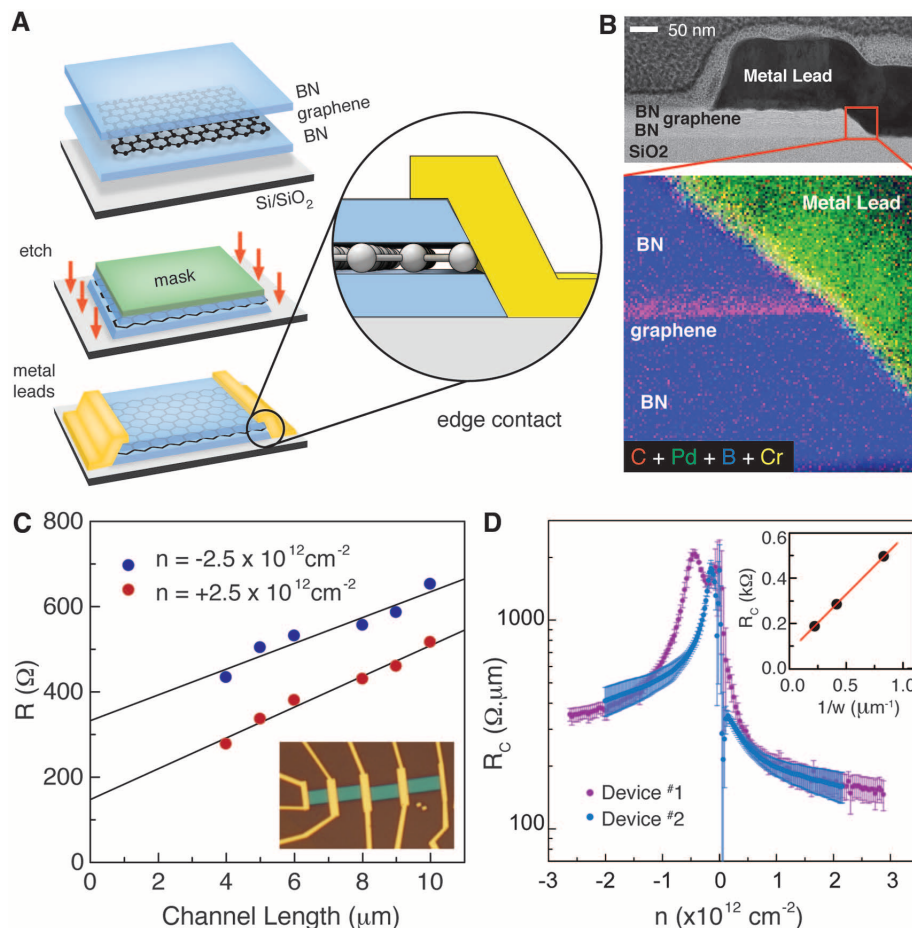 A
BN
graphene
BN
Si/SiO₂
etch
mask
metal
leads
edge contact
B
50 nm
Metal Lead
BN graphene
BN
SiO2
Metal Lead
BN
graphene
BN
C + Pd + B + Cr
C
800
600
400
200
0
R (Ω)
n = -2.5 x 10¹²cm⁻²
n = +2.5 x 10¹²cm⁻²
0 2 4 6 8 10
Channel Length (μm)
D
1000
100
R_C (Ω.μm)
Device #1
Device #2
-3 -2 -1 0 1 2 3
n (x10¹² cm⁻²)
0.6
0.4
0.2
0.0
R_C (kΩ)
0.0 0.5 1.0
1/w (μm⁻¹)